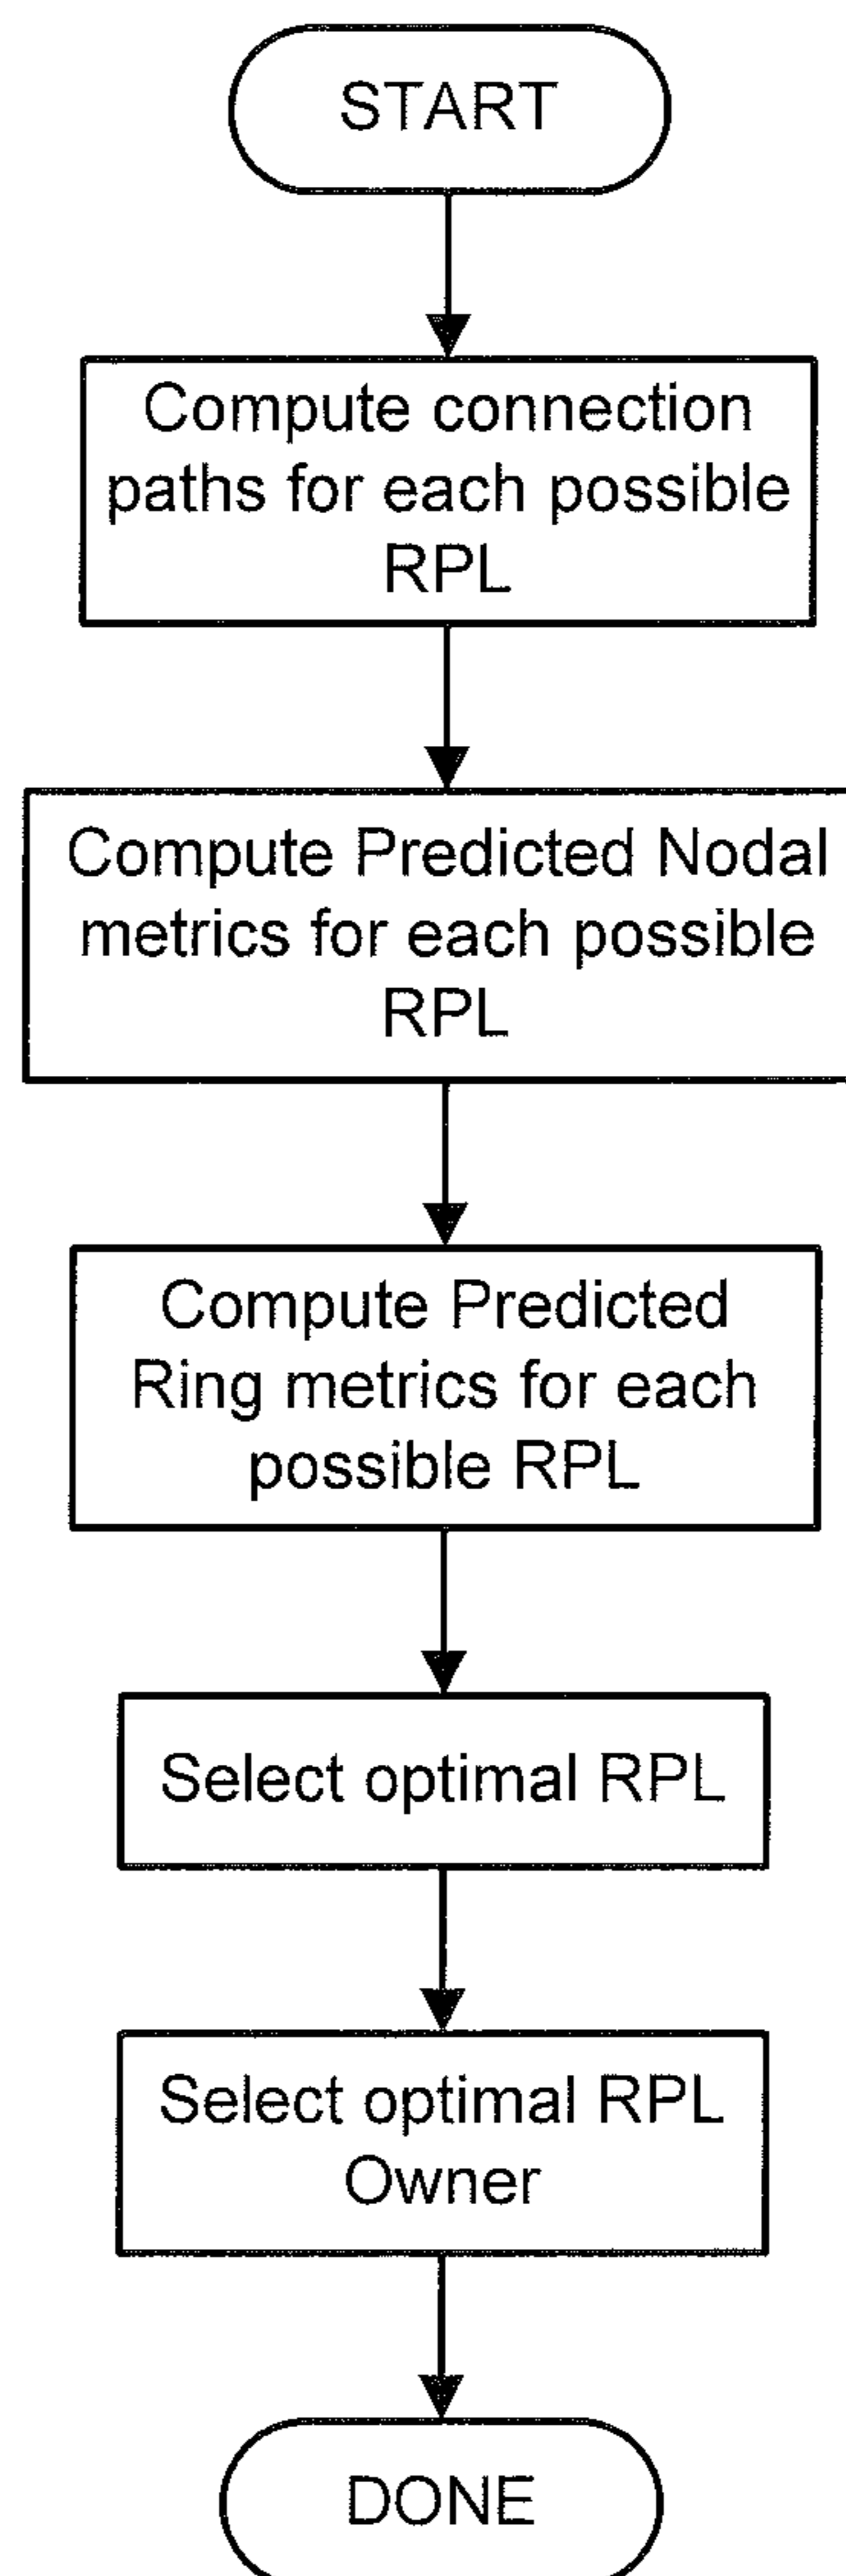 START
Compute connection
paths for each possible
RPL
Compute Predicted Nodal
metrics for each possible
RPL
Compute Predicted
Ring metrics for each
possible RPL
Select optimal RPL
Select optimal RPL
Owner
DONE